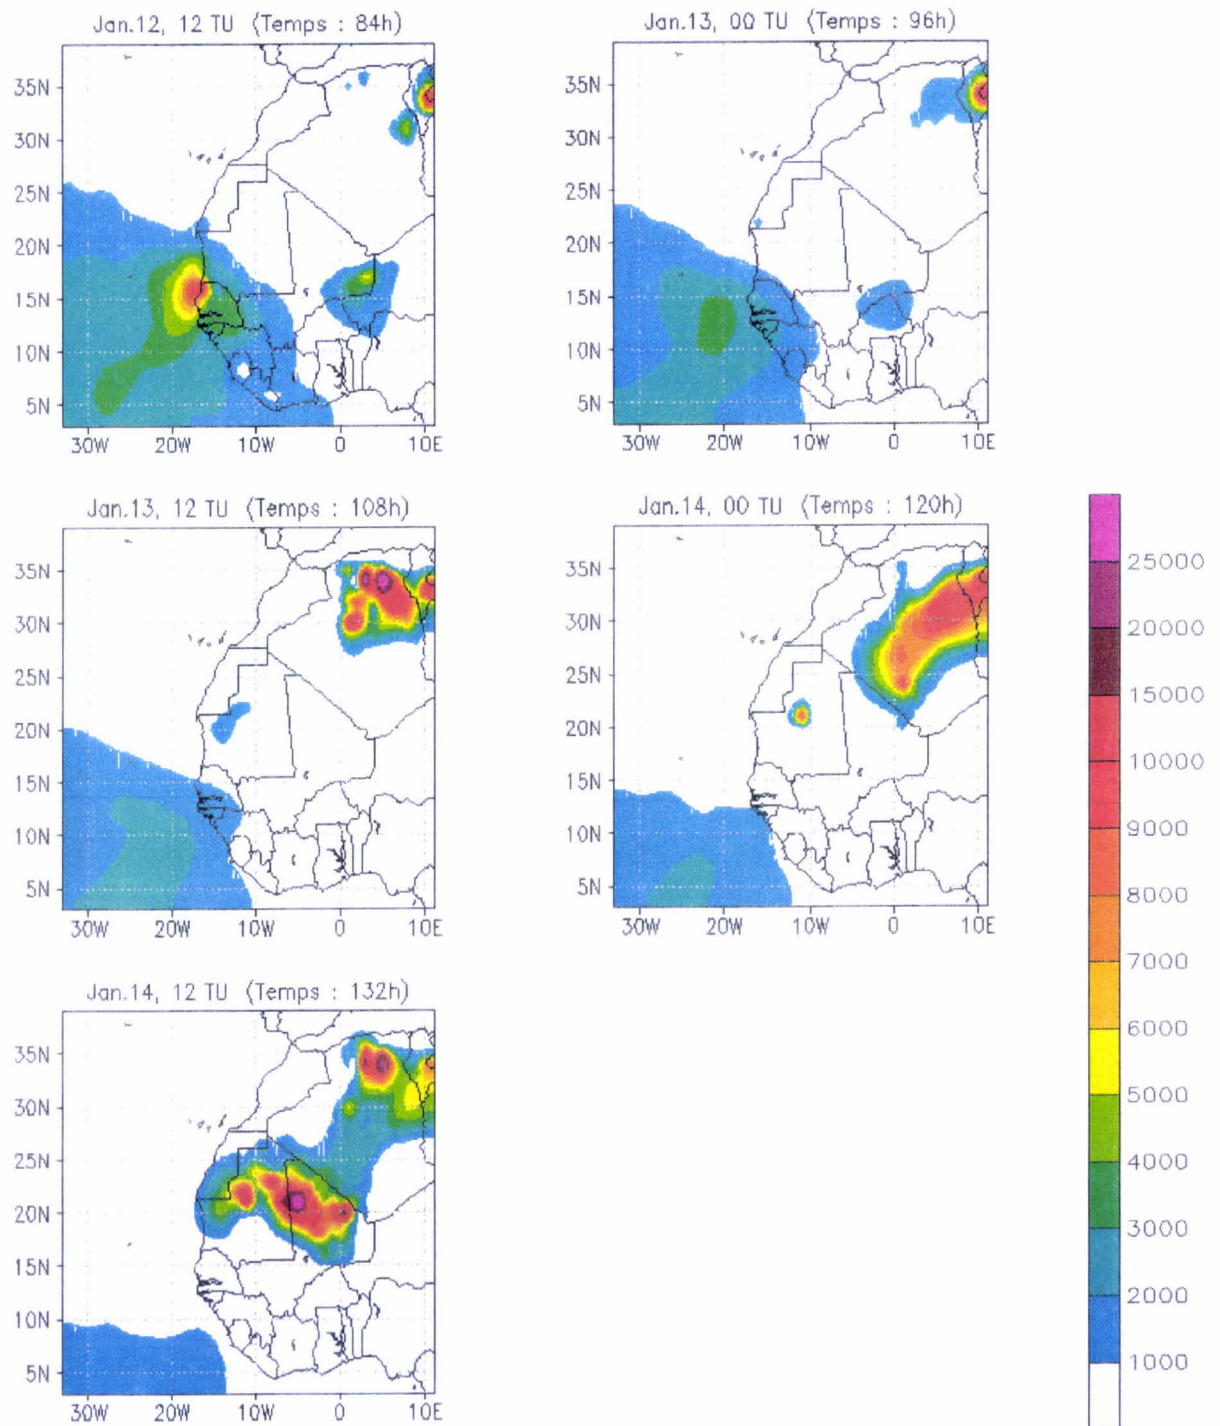 Jan.12, 12 TU (Temps : 84h)
35N
30N
25N
20N
15N
10N
5N
30W 20W 10W 0 10E
Jan.13, 00 TU (Temps : 96h)
35N
30N
25N
20N
15N
10N
5N
30W 20W 10W 0 10E
Jan.13, 12 TU (Temps : 108h)
35N
30N
25N
20N
15N
10N
5N
30W 20W 10W 0 10E
Jan.14, 00 TU (Temps : 120h)
35N
30N
25N
20N
15N
10N
5N
30W 20W 10W 0 10E
Jan.14, 12 TU (Temps : 132h)
35N
30N
25N
20N
15N
10N
5N
30W 20W 10W 0 10E
25000
20000
15000
10000
9000
8000
7000
6000
5000
4000
3000
2000
1000